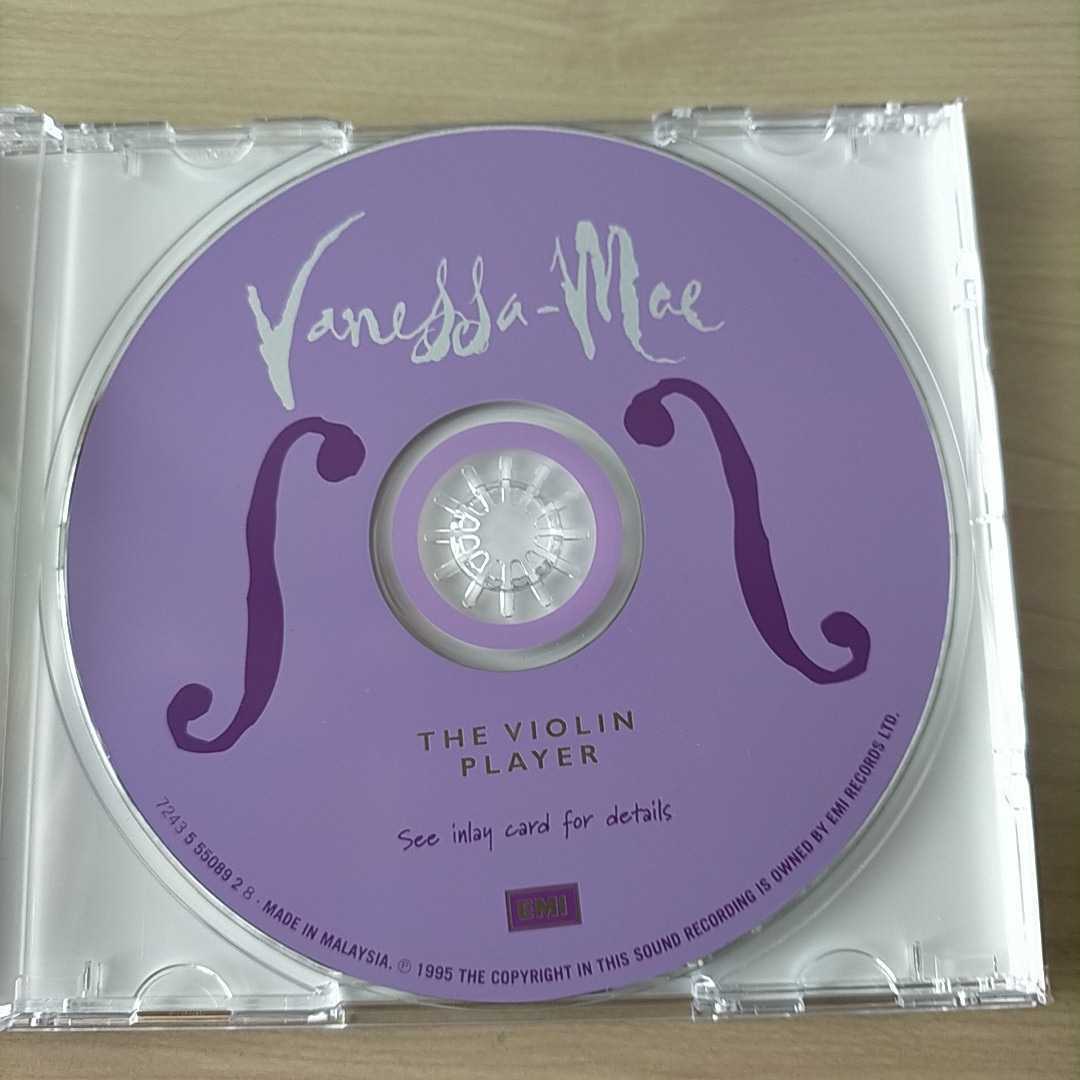 Vanessa-Mae
THE VIOLIN
PLAYER
See inlay card for details
EMI
7243 5 55089 2 8 · MADE IN MALAYSIA. ℗ 1995 THE COPYRIGHT IN THIS SOUND RECORDING IS OWNED BY EMI RECORDS LTD.